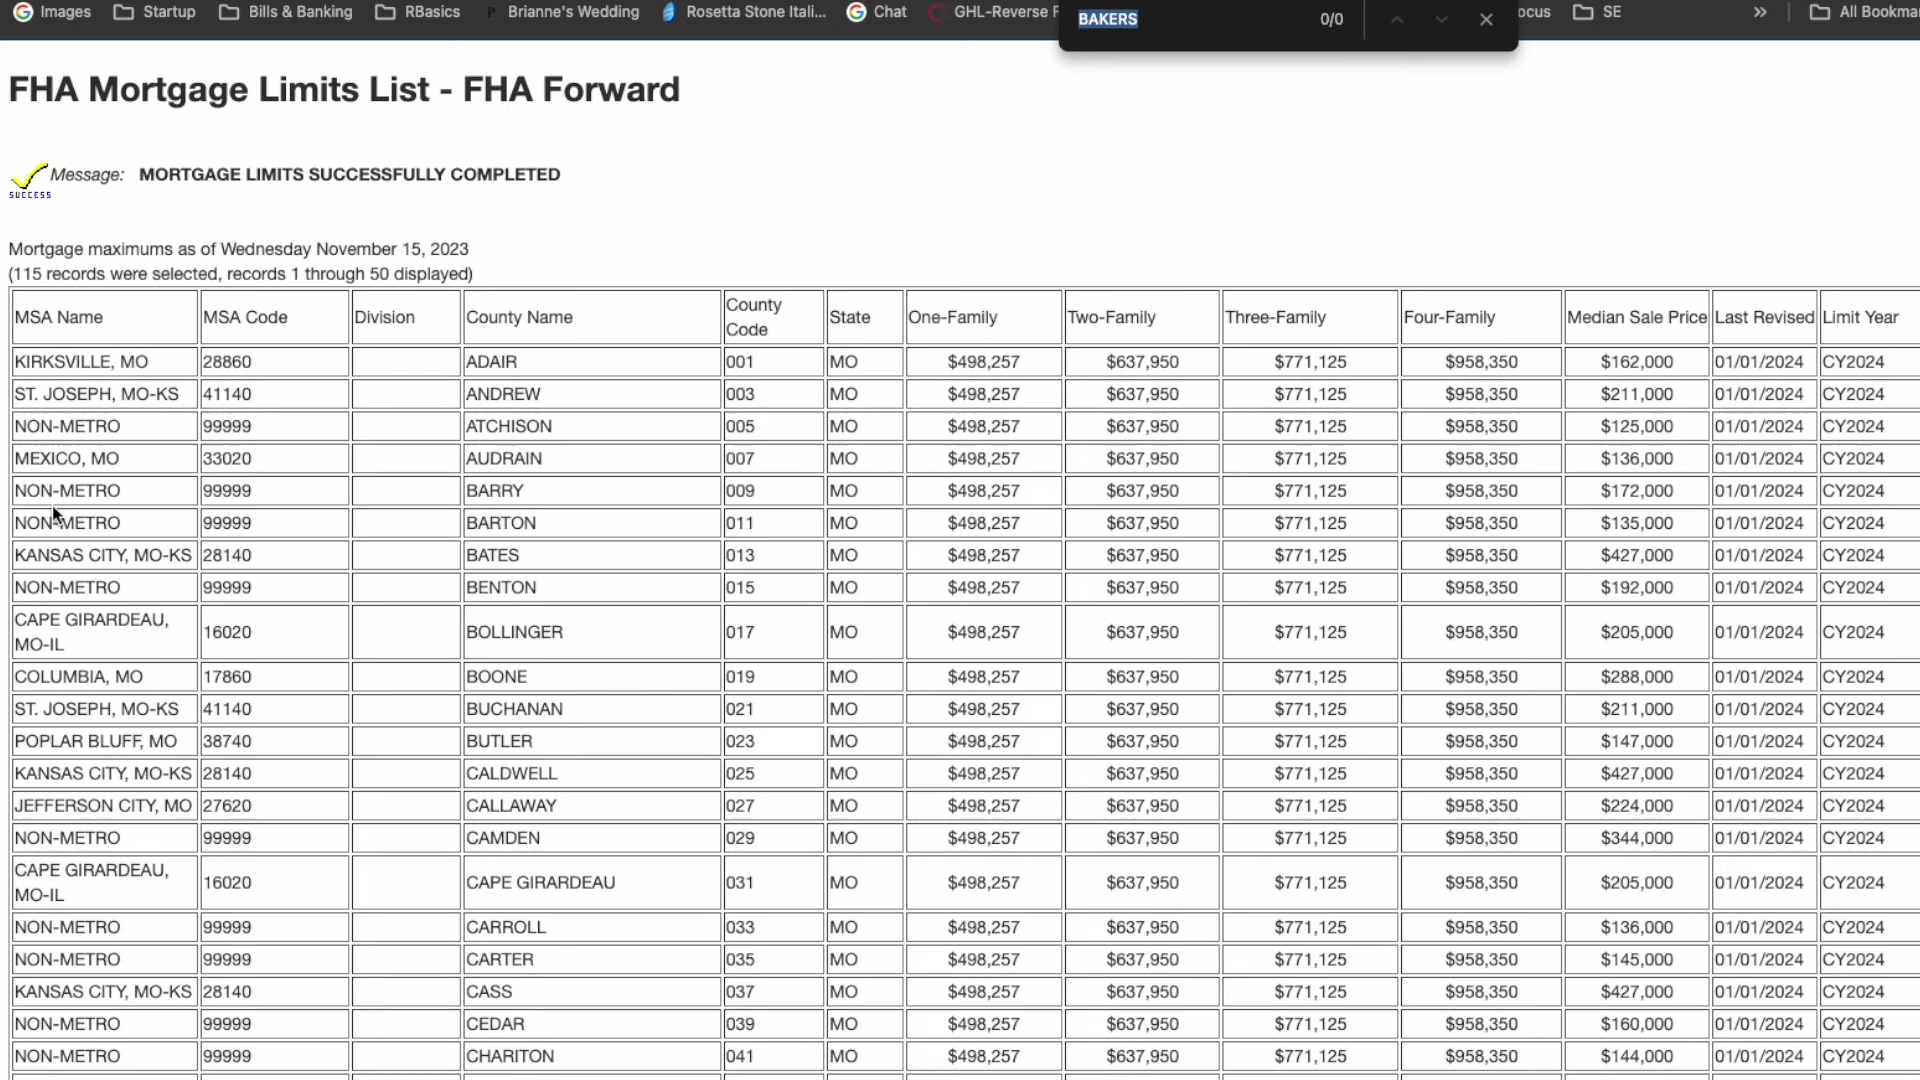 Images Startup Bills & Banking RBasics Brianne's Wedding Rosetta Stone Itali... Chat GHL-Reverse F BAKERS 0/0 ocus SE » All Bookma
FHA Mortgage Limits List - FHA Forward
SUCCESS Message: MORTGAGE LIMITS SUCCESSFULLY COMPLETED
Mortgage maximums as of Wednesday November 15, 2023
(115 records were selected, records 1 through 50 displayed)
MSA Name MSA Code Division County Name County Code State One-Family Two-Family Three-Family Four-Family Median Sale Price Last Revised Limit Year
KIRKSVILLE, MO 28860 ADAIR 001 MO $498,257 $637,950 $771,125 $958,350 $162,000 01/01/2024 CY2024
ST. JOSEPH, MO-KS 41140 ANDREW 003 MO $498,257 $637,950 $771,125 $958,350 $211,000 01/01/2024 CY2024
NON-METRO 99999 ATCHISON 005 MO $498,257 $637,950 $771,125 $958,350 $125,000 01/01/2024 CY2024
MEXICO, MO 33020 AUDRAIN 007 MO $498,257 $637,950 $771,125 $958,350 $136,000 01/01/2024 CY2024
NON-METRO 99999 BARRY 009 MO $498,257 $637,950 $771,125 $958,350 $172,000 01/01/2024 CY2024
NON-METRO 99999 BARTON 011 MO $498,257 $637,950 $771,125 $958,350 $135,000 01/01/2024 CY2024
KANSAS CITY, MO-KS 28140 BATES 013 MO $498,257 $637,950 $771,125 $958,350 $427,000 01/01/2024 CY2024
NON-METRO 99999 BENTON 015 MO $498,257 $637,950 $771,125 $958,350 $192,000 01/01/2024 CY2024
CAPE GIRARDEAU, MO-IL 16020 BOLLINGER 017 MO $498,257 $637,950 $771,125 $958,350 $205,000 01/01/2024 CY2024
COLUMBIA, MO 17860 BOONE 019 MO $498,257 $637,950 $771,125 $958,350 $288,000 01/01/2024 CY2024
ST. JOSEPH, MO-KS 41140 BUCHANAN 021 MO $498,257 $637,950 $771,125 $958,350 $211,000 01/01/2024 CY2024
POPLAR BLUFF, MO 38740 BUTLER 023 MO $498,257 $637,950 $771,125 $958,350 $147,000 01/01/2024 CY2024
KANSAS CITY, MO-KS 28140 CALDWELL 025 MO $498,257 $637,950 $771,125 $958,350 $427,000 01/01/2024 CY2024
JEFFERSON CITY, MO 27620 CALLAWAY 027 MO $498,257 $637,950 $771,125 $958,350 $224,000 01/01/2024 CY2024
NON-METRO 99999 CAMDEN 029 MO $498,257 $637,950 $771,125 $958,350 $344,000 01/01/2024 CY2024
CAPE GIRARDEAU, MO-IL 16020 CAPE GIRARDEAU 031 MO $498,257 $637,950 $771,125 $958,350 $205,000 01/01/2024 CY2024
NON-METRO 99999 CARROLL 033 MO $498,257 $637,950 $771,125 $958,350 $136,000 01/01/2024 CY2024
NON-METRO 99999 CARTER 035 MO $498,257 $637,950 $771,125 $958,350 $145,000 01/01/2024 CY2024
KANSAS CITY, MO-KS 28140 CASS 037 MO $498,257 $637,950 $771,125 $958,350 $427,000 01/01/2024 CY2024
NON-METRO 99999 CEDAR 039 MO $498,257 $637,950 $771,125 $958,350 $160,000 01/01/2024 CY2024
NON-METRO 99999 CHARITON 041 MO $498,257 $637,950 $771,125 $958,350 $144,000 01/01/2024 CY2024